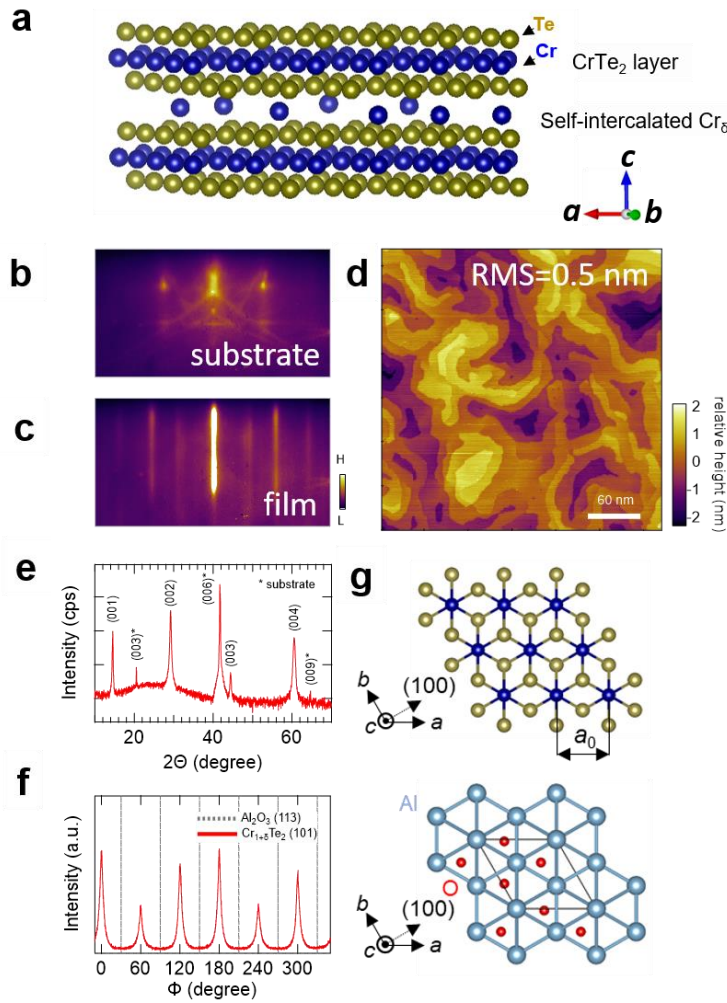 a
Te
Cr
CrTe₂ layer
Self-intercalated Crδ
c
a
b
b
substrate
c
film
H
L
d
RMS=0.5 nm
60 nm
2
1
0
-1
-2
relative height (nm)
e
Intensity (cps)
(001)
(003)*
(002)
(006)*
(003)
(004)
(009)*
* substrate
20
40
60
2Θ (degree)
f
Intensity (a.u.)
Al₂O₃ (113)
Cr₁₊δTe₂ (101)
0
60
120
180
240
300
Φ (degree)
g
b
(100)
c
a
a₀
Al
O
b
(100)
c
a